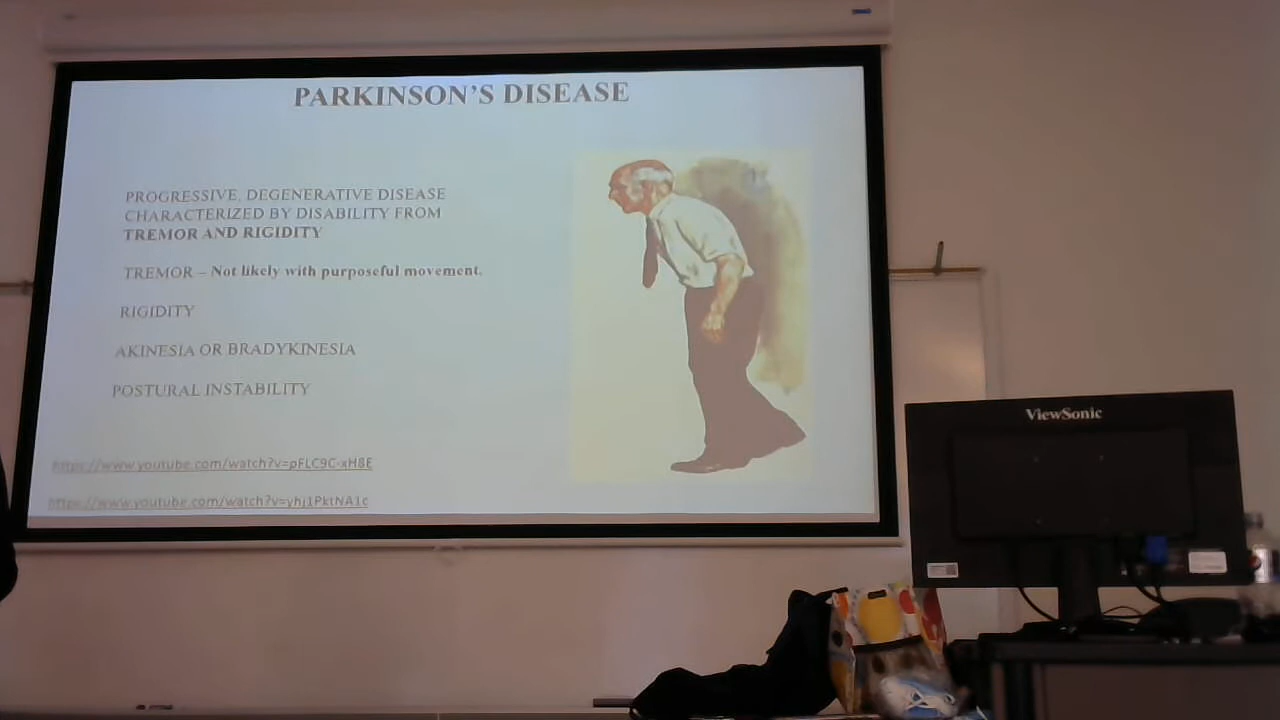 PARKINSON'S DISEASE
PROGRESSIVE, DEGENERATIVE DISEASE
CHARACTERIZED BY DISABILITY FROM
TREMOR AND RIGIDITY
TREMOR – Not likely with purposeful movement.
RIGIDITY
AKINESIA OR BRADYKINESIA
POSTURAL INSTABILITY
https://www.youtube.com/watch?v=pFLC9C-xH8E
https://www.youtube.com/watch?v=yhj1PktNA1c
ViewSonic